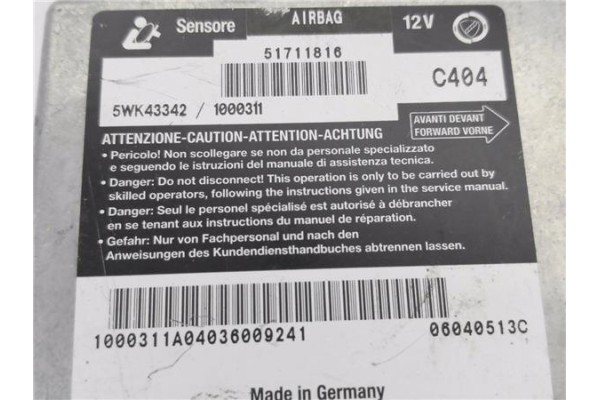 Sensore AIRBAG 12V
51711816
C404
5WK43342 / 1000311
AVANTI DEVANT
FORWARD VORNE
ATTENZIONE-CAUTION-ATTENTION-ACHTUNG
• Pericolo! Non scollegare se non da personale specializzato
e seguendo le istruzioni del manuale di assistenza tecnica.
• Danger: Do not disconnect! This operation is only to be carried out by
skilled operators, following the instructions given in the service manual.
• Danger: Seul le personel spécialisé est autorisé à débrancher
en se tenant aux instructions du manuel de réparation.
• Gefahr: Nur von Fachpersonal und nach den
Anweisungen des Kundendiensthandbuches abtrennen lassen.
1000311A04036009241 06040513C
Made in Germany